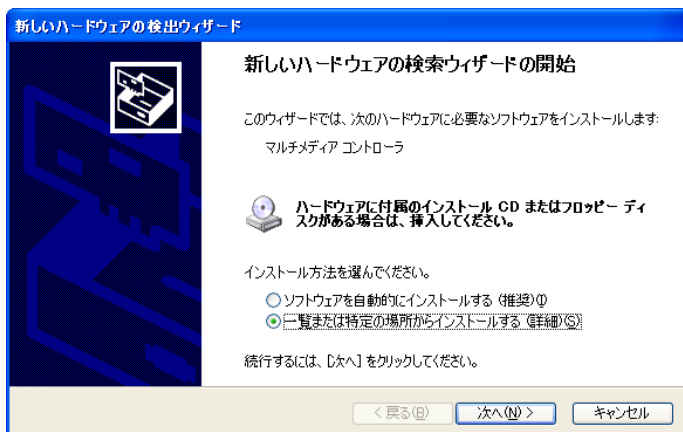 新しいハードウェアの検出ウィザード
新しいハードウェアの検索ウィザードの開始
このウィザードでは、次のハードウェアに必要なソフトウェアをインストールします:
マルチメディア コントローラ
ハードウェアに付属のインストール CD またはフロッピー ディ
スクがある場合は、挿入してください。
インストール方法を選んでください。
ソフトウェアを自動的にインストールする (推奨)(I)
一覧または特定の場所からインストールする (詳細)(S)
続行するには、[次へ] をクリックしてください。
< 戻る(B)
次へ(N) >
キャンセル